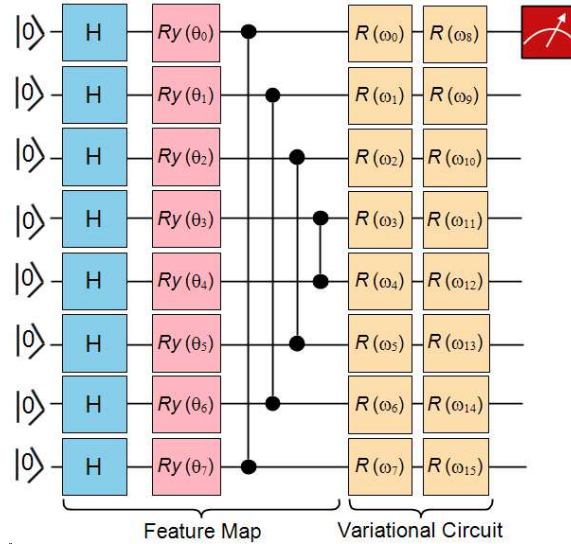 |0⟩ H Ry(θ₀) R(ω₀) R(ω₈)
|0⟩ H Ry(θ₁) R(ω₁) R(ω₉)
|0⟩ H Ry(θ₂) R(ω₂) R(ω₁₀)
|0⟩ H Ry(θ₃) R(ω₃) R(ω₁₁)
|0⟩ H Ry(θ₄) R(ω₄) R(ω₁₂)
|0⟩ H Ry(θ₅) R(ω₅) R(ω₁₃)
|0⟩ H Ry(θ₆) R(ω₆) R(ω₁₄)
|0⟩ H Ry(θ₇) R(ω₇) R(ω₁₅)
Feature Map Variational Circuit